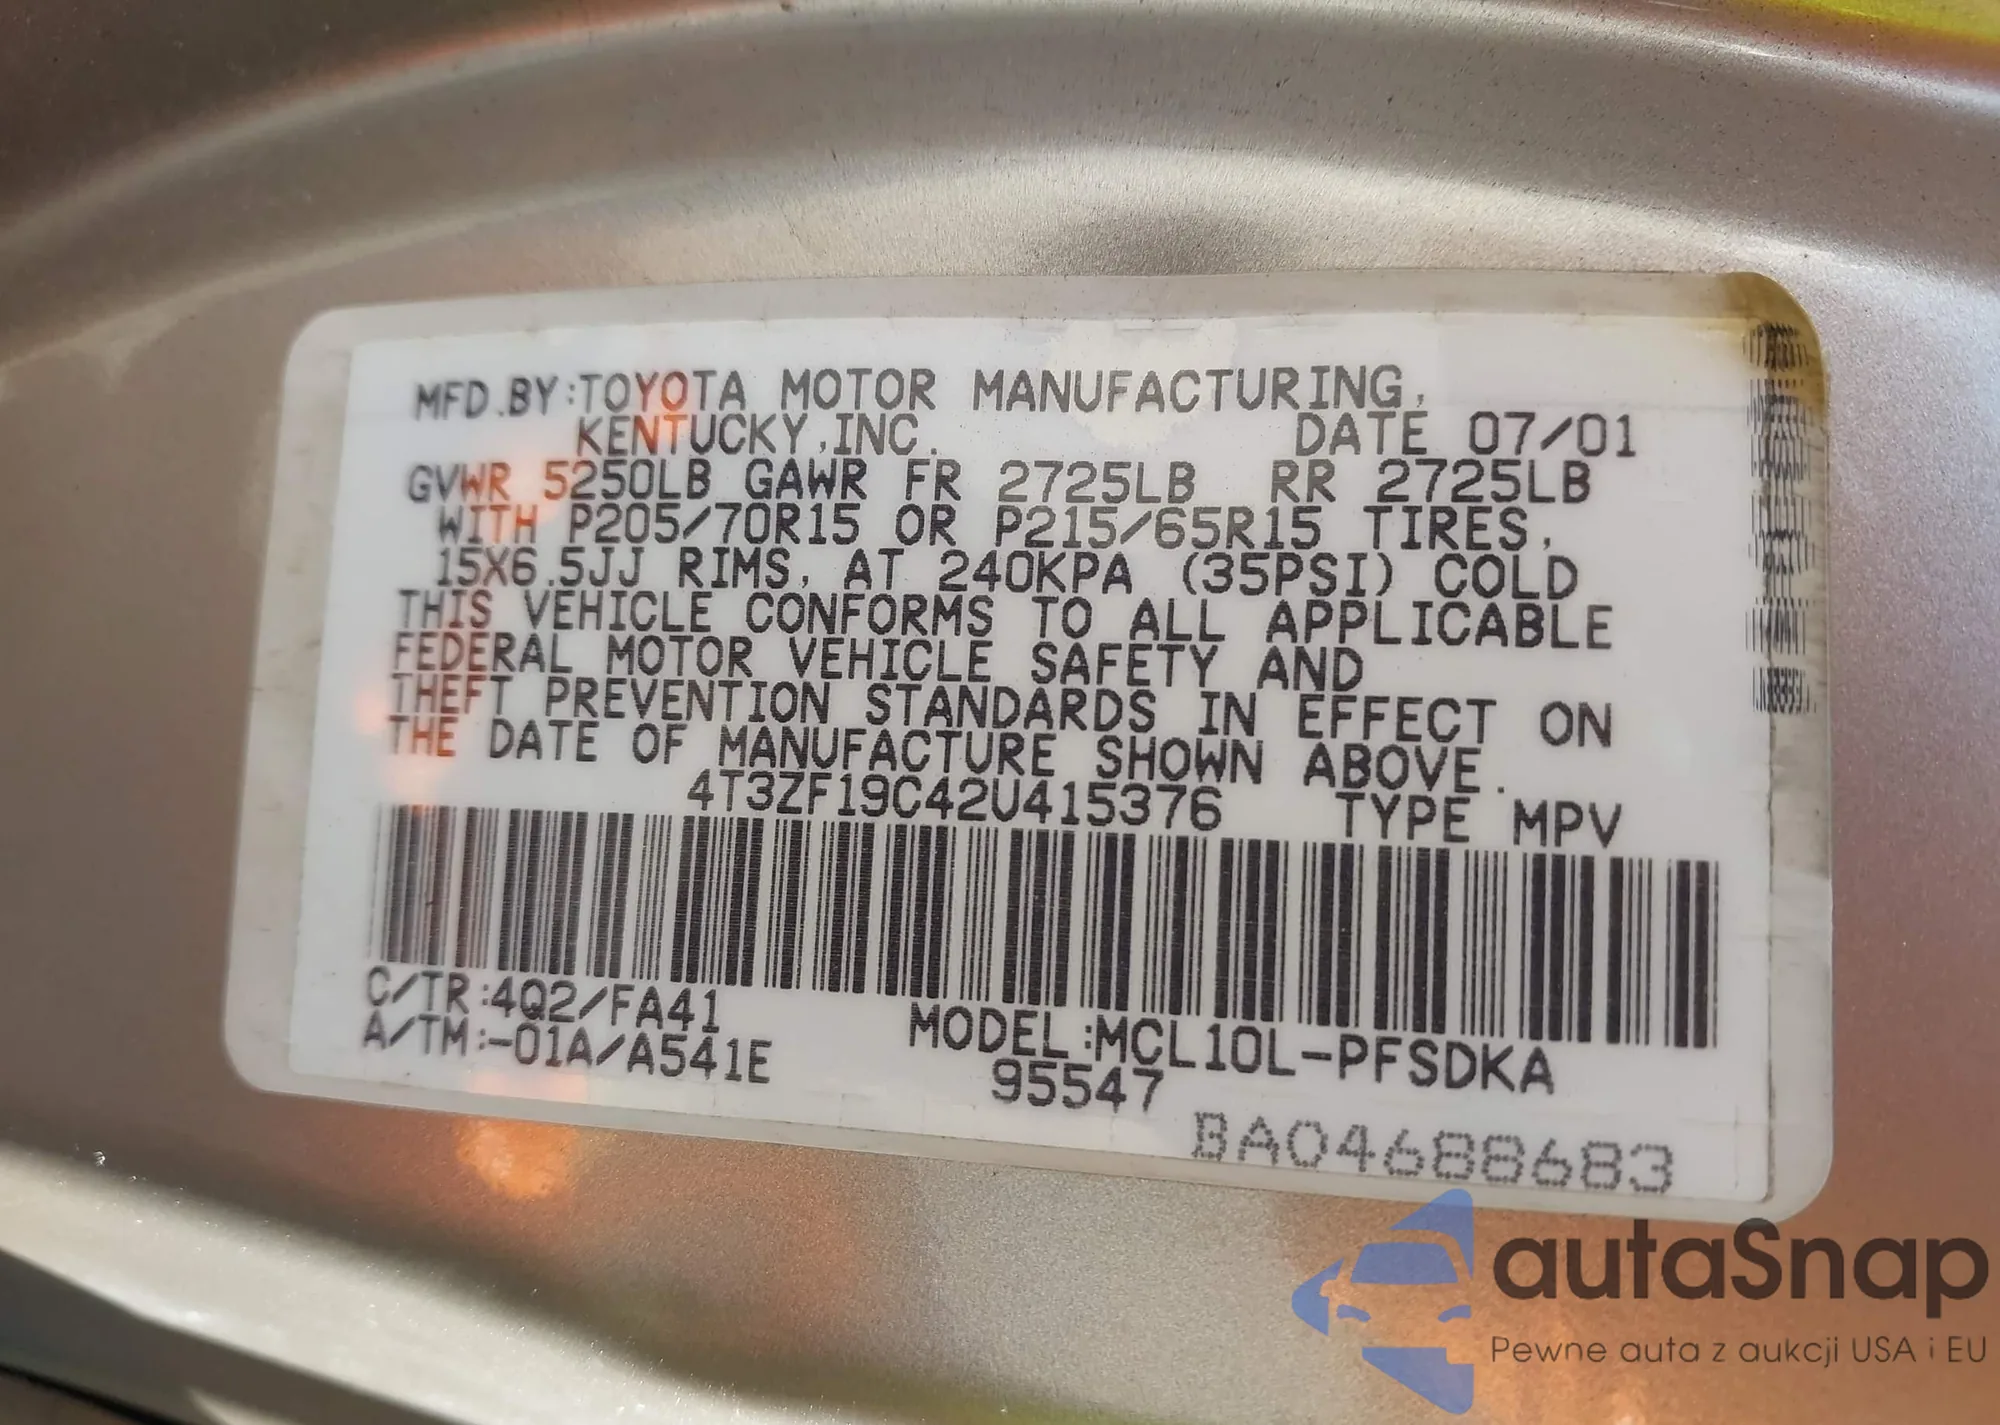 MFD.BY:TOYOTA MOTOR MANUFACTURING,
KENTUCKY,INC. DATE 07/01
GVWR 5250LB GAWR FR 2725LB RR 2725LB
WITH P205/70R15 OR P215/65R15 TIRES,
15X6.5JJ RIMS, AT 240KPA (35PSI) COLD
THIS VEHICLE CONFORMS TO ALL APPLICABLE
FEDERAL MOTOR VEHICLE SAFETY AND
THEFT PREVENTION STANDARDS IN EFFECT ON
THE DATE OF MANUFACTURE SHOWN ABOVE.
4T3ZF19C42U415376 TYPE MPV
C/TR:4Q2/FA41 MODEL:MCL10L-PFSDKA
A/TM:-01A/A541E 95547
BA04688683
autaSnap
Pewne auta z aukcji USA i EU